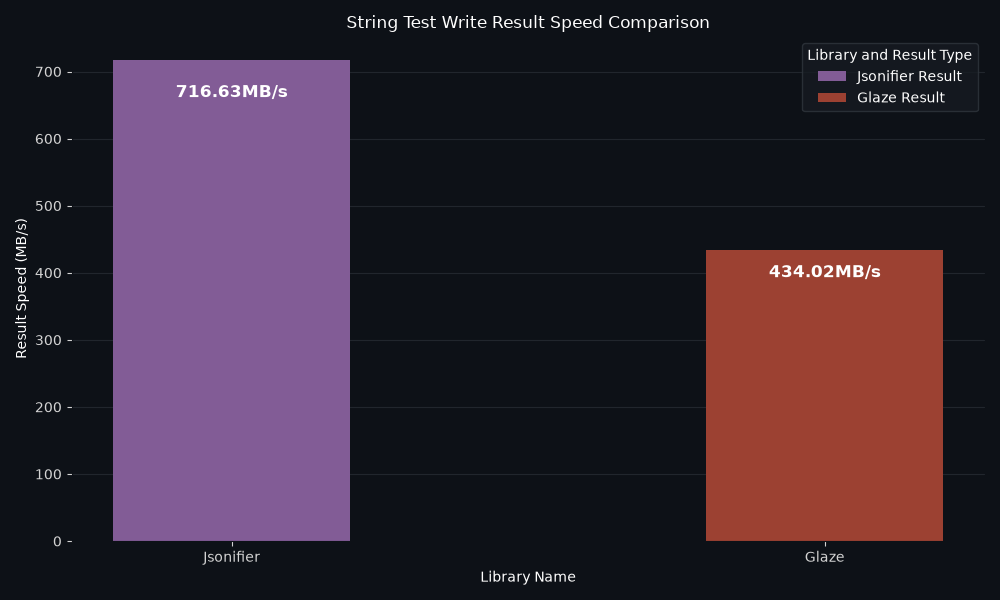 String Test Write Result Speed Comparison
Library and Result Type
Jsonifier Result
Glaze Result
716.63MB/s
434.02MB/s
Result Speed (MB/s)
700
600
500
400
300
200
100
0
Jsonifier
Glaze
Library Name